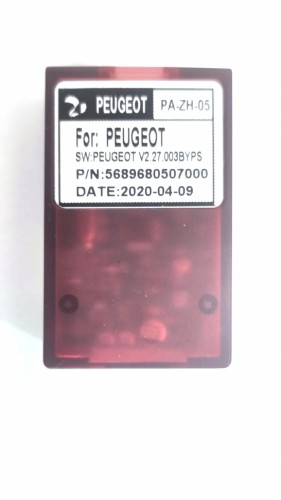 PEUGEOT PA-ZH-05
For: PEUGEOT
SW:PEUGEOT V2.27.003BYPS
P/N:5689680507000
DATE:2020-04-09